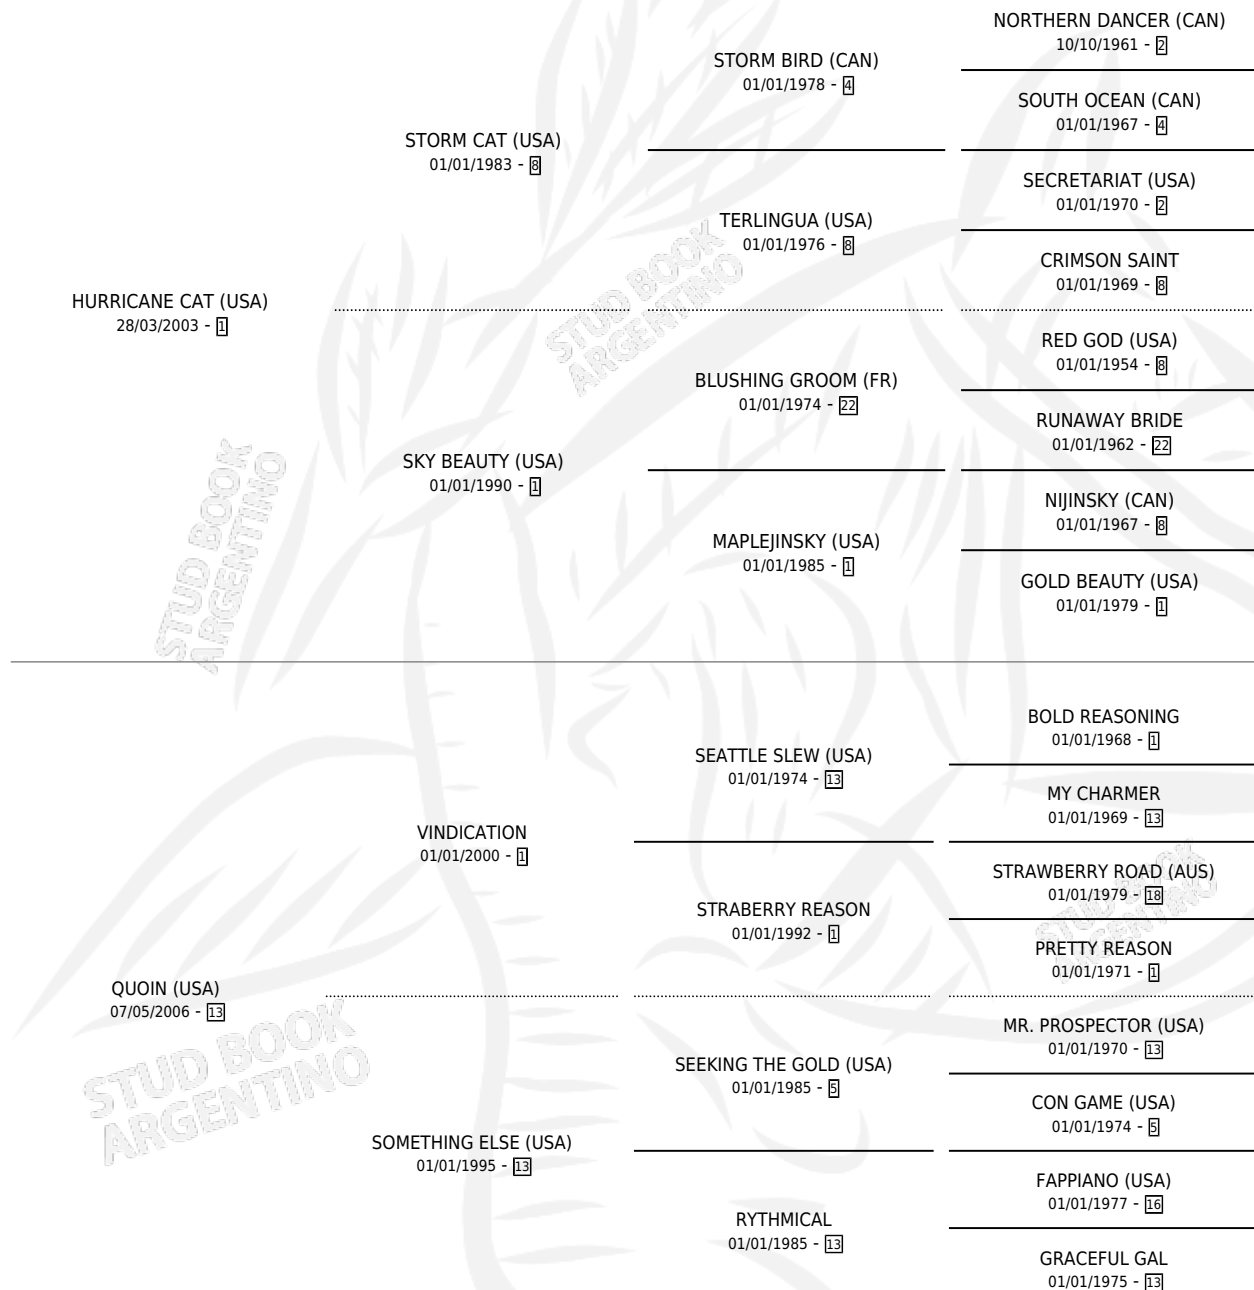 NORTHERN DANCER (CAN)
10/10/1961 - 2
STORM BIRD (CAN)
01/01/1978 - 4
SOUTH OCEAN (CAN)
01/01/1967 - 4
STORM CAT (USA)
01/01/1983 - 8
SECRETARIAT (USA)
01/01/1970 - 2
TERLINGUA (USA)
01/01/1976 - 8
CRIMSON SAINT
01/01/1969 - 8
HURRICANE CAT (USA)
28/03/2003 - 1
RED GOD (USA)
01/01/1954 - 8
BLUSHING GROOM (FR)
01/01/1974 - 22
RUNAWAY BRIDE
01/01/1962 - 22
SKY BEAUTY (USA)
01/01/1990 - 1
NIJINSKY (CAN)
01/01/1967 - 8
MAPLEJINSKY (USA)
01/01/1985 - 1
GOLD BEAUTY (USA)
01/01/1979 - 1
BOLD REASONING
01/01/1968 - 1
SEATTLE SLEW (USA)
01/01/1974 - 13
MY CHARMER
01/01/1969 - 13
VINDICATION
01/01/2000 - 1
STRAWBERRY ROAD (AUS)
01/01/1979 - 18
STRABERRY REASON
01/01/1992 - 1
PRETTY REASON
01/01/1971 - 1
QUOIN (USA)
07/05/2006 - 13
MR. PROSPECTOR (USA)
01/01/1970 - 13
SEEKING THE GOLD (USA)
01/01/1985 - 5
CON GAME (USA)
01/01/1974 - 5
SOMETHING ELSE (USA)
01/01/1995 - 13
FAPPIANO (USA)
01/01/1977 - 16
RYTHMICAL
01/01/1985 - 13
GRACEFUL GAL
01/01/1975 - 13
STUD BOOK
ARGENTINO
STUD BOOK
ARGENTINO
STUD BOOK
ARGENTINO
STUD BOOK
ARGENTINO